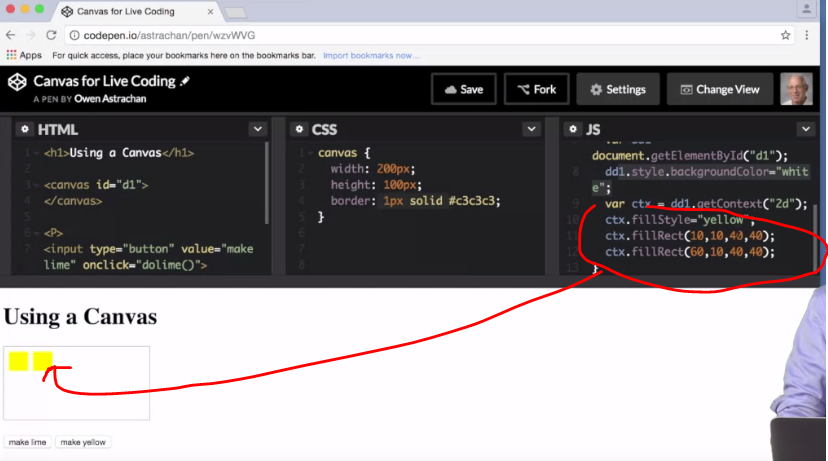 Canvas for Live Coding
codepen.io/astrachan/pen/wzvWVG
Apps For quick access, place your bookmarks here on the bookmarks bar. Import bookmarks now...
Canvas for Live Coding
A PEN BY Owen Astrachan
Save
Fork
Settings
Change View
HTML
1 <h1>Using a Canvas</h1>
2
3 <canvas id="d1">
4 </canvas>
5
6 <P>
7 <input type="button" value="make
lime" onclick="dolime()">
CSS
1 canvas {
2 width: 200px;
3 height: 100px;
4 border: 1px solid #c3c3c3;
5 }
6
7
8
JS
document.getElementById("d1");
8 dd1.style.backgroundColor="whit
e";
9 var ctx = dd1.getContext("2d");
10 ctx.fillStyle="yellow";
11 ctx.fillRect(10,10,40,40);
12 ctx.fillRect(60,10,40,40);
13 }
Using a Canvas
make lime
make yellow